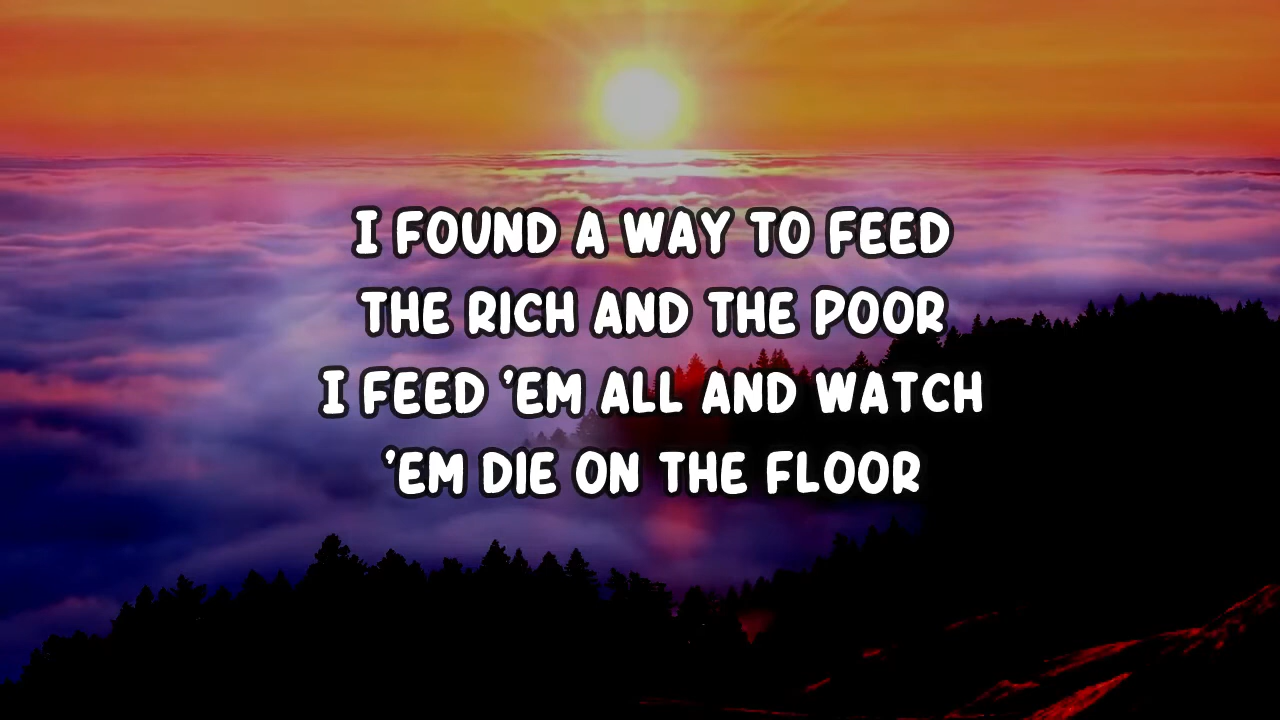 I FOUND A WAY TO FEED
THE RICH AND THE POOR
I FEED 'EM ALL AND WATCH
'EM DIE ON THE FLOOR